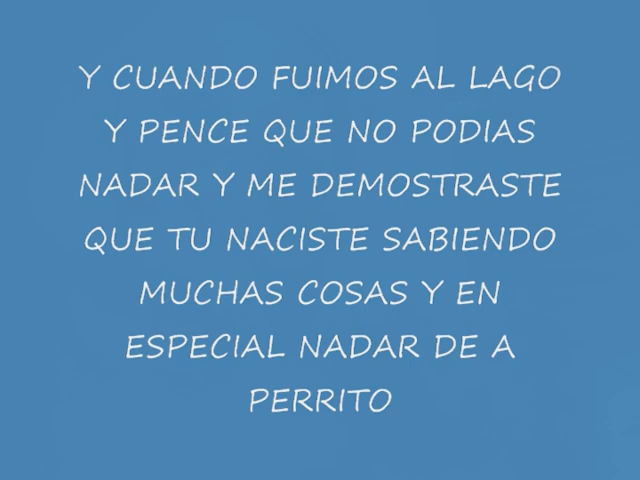 Y CUANDO FUIMOS AL LAGO
Y PENCE QUE NO PODIAS
NADAR Y ME DEMOSTRASTE
QUE TU NACISTE SABIENDO
MUCHAS COSAS Y EN
ESPECIAL NADAR DE A
PERRITO